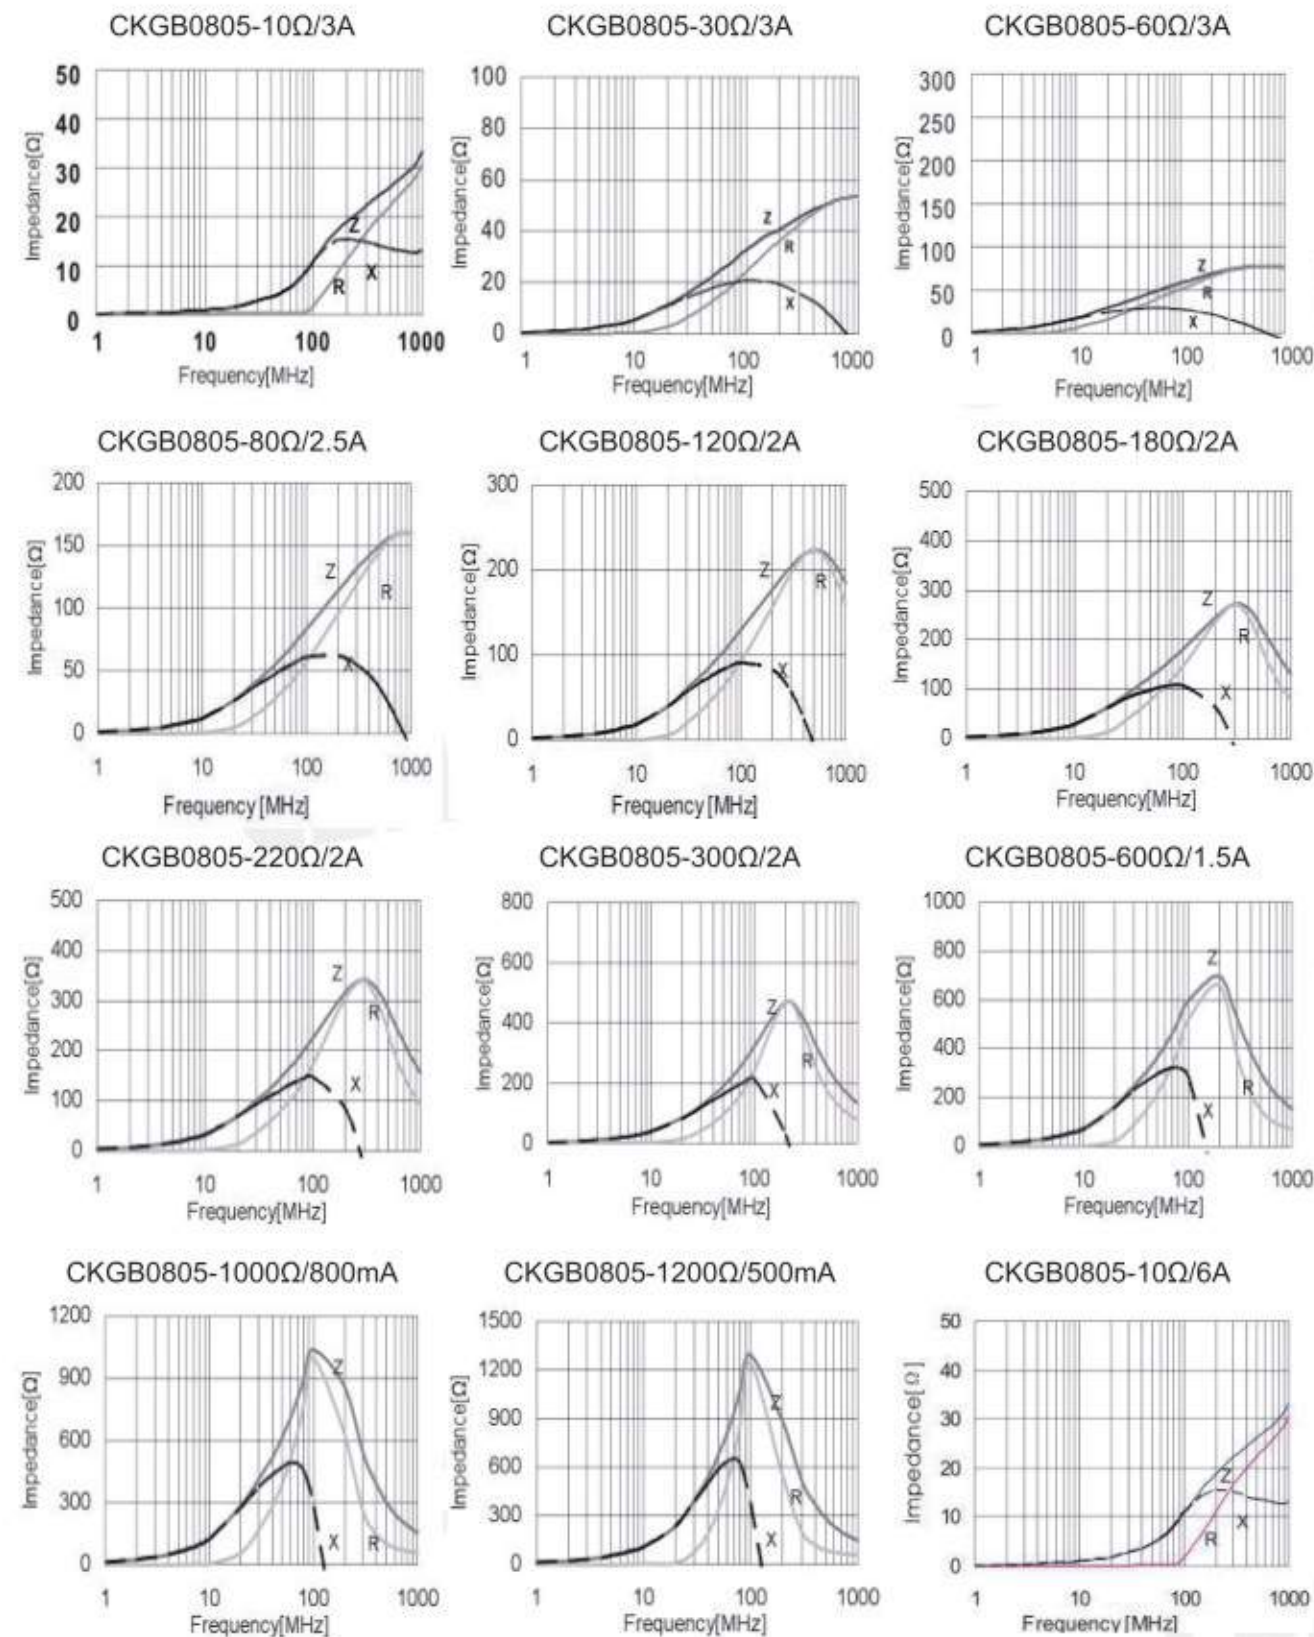 CKGB0805-10Ω/3A
50
40
30
20
10
0
Impedance[Ω]
Z
R
X
1 10 100 1000
Frequency[MHz]
CKGB0805-30Ω/3A
100
80
60
40
20
0
Impedance[Ω]
Z
R
X
1 10 100 1000
Frequency[MHz]
CKGB0805-60Ω/3A
300
250
200
150
100
50
0
Impedance[Ω]
Z
R
X
1 10 100 1000
Frequency[MHz]
CKGB0805-80Ω/2.5A
200
150
100
50
0
Impedance[Ω]
Z
R
X
1 10 100 1000
Frequency[MHz]
CKGB0805-120Ω/2A
300
200
100
0
Impedance[Ω]
Z
R
X
1 10 100 1000
Frequency[MHz]
CKGB0805-180Ω/2A
500
400
300
200
100
0
Impedance[Ω]
Z
R
X
1 10 100 1000
Frequency[MHz]
CKGB0805-220Ω/2A
500
400
300
200
100
0
Impedance[Ω]
Z
R
X
1 10 100 1000
Frequency[MHz]
CKGB0805-300Ω/2A
800
600
400
200
0
Impedance[Ω]
Z
R
X
1 10 100 1000
Frequency[MHz]
CKGB0805-600Ω/1.5A
1000
800
600
400
200
0
Impedance[Ω]
Z
R
X
1 10 100 1000
Frequency[MHz]
CKGB0805-1000Ω/800mA
1200
900
600
300
0
Impedance[Ω]
Z
X
R
1 10 100 1000
Frequency[MHz]
CKGB0805-1200Ω/500mA
1500
1200
900
600
300
0
Impedance[Ω]
Z
R
X
1 10 100 1000
Frequency[MHz]
CKGB0805-10Ω/6A
50
40
30
20
10
0
Impedance[Ω]
Z
X
R
1 10 100 1000
Frequency[MHz]